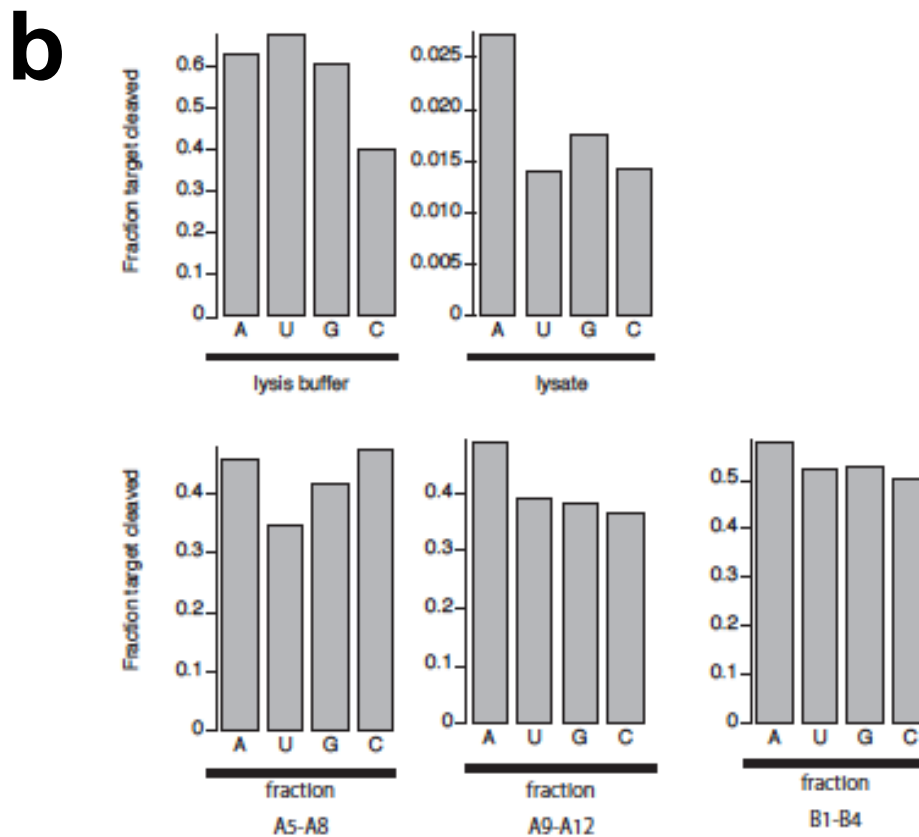 b
Fraction target cleaved
0.6
0.5
0.4
0.3
0.2
0.1
0
A U G C
lysis buffer
0.025
0.020
0.015
0.010
0.005
0
A U G C
lysate
Fraction target cleaved
0.4
0.3
0.2
0.1
0
A U G C
fraction
A5-A8
0.4
0.3
0.2
0.1
0
A U G C
fraction
A9-A12
0.5
0.4
0.3
0.2
0.1
0
A U G C
fraction
B1-B4